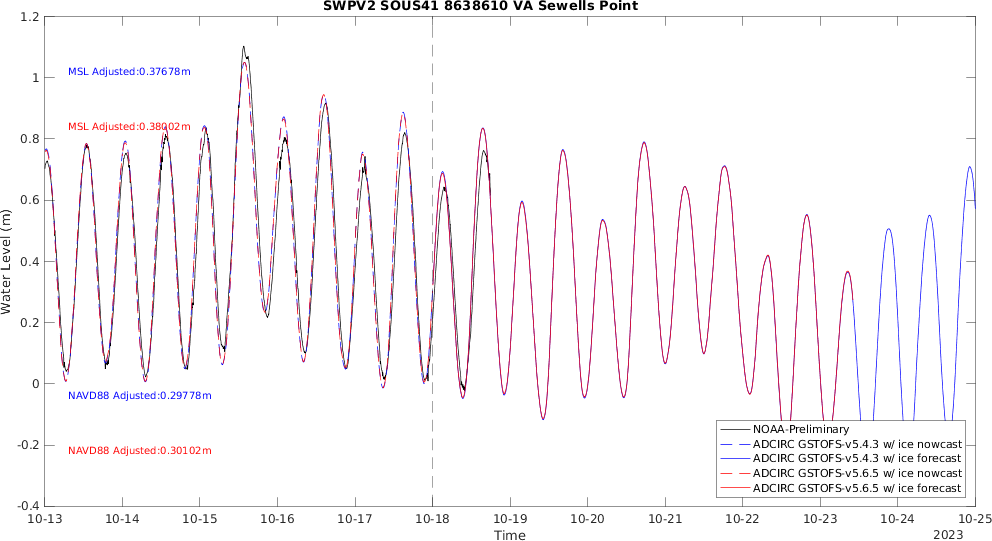 SWPV2 SOUS41 8638610 VA Sewells Point
1.2
1
0.8
0.6
0.4
0.2
0
-0.2
-0.4
Water Level (m)
MSL Adjusted:0.37678m
MSL Adjusted:0.38002m
NAVD88 Adjusted:0.29778m
NAVD88 Adjusted:0.30102m
NOAA-Preliminary
ADCIRC GSTOFS-v5.4.3 w/ ice nowcast
ADCIRC GSTOFS-v5.4.3 w/ ice forecast
ADCIRC GSTOFS-v5.6.5 w/ ice nowcast
ADCIRC GSTOFS-v5.6.5 w/ ice forecast
10-13 10-14 10-15 10-16 10-17 10-18 10-19 10-20 10-21 10-22 10-23 10-24 10-25
Time
2023